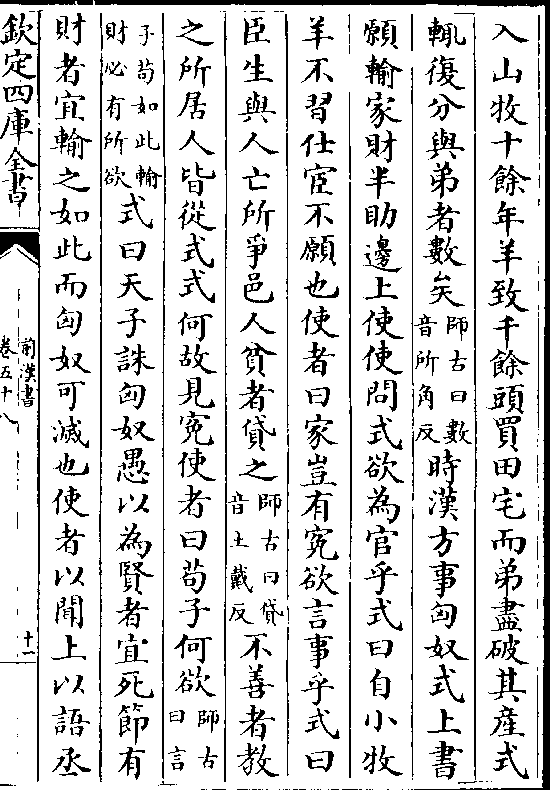 入山牧十餘年羊致千餘頭買田宅而弟盡破其產式
輒復分與弟者數矣師古曰數音所角反時漢方事匈奴式上書
願輸家財半助邊上使使問式欲為官乎式曰自小牧
羊不習仕宦不願也使者曰家豈有寃欲言事乎式曰
臣生與人亡所爭邑人貧者貸之師古曰貸音土戴反不善者教
之所居人皆從式式何故見寃使者曰苟子何欲師古曰言
子苟如此輸財必有所欲式曰天子誅匈奴愚以為賢者宜死節有
財者宜輸之如此而匈奴可滅也使者以聞上以語丞
欽定四庫全書
前漢書
卷五十八
十一